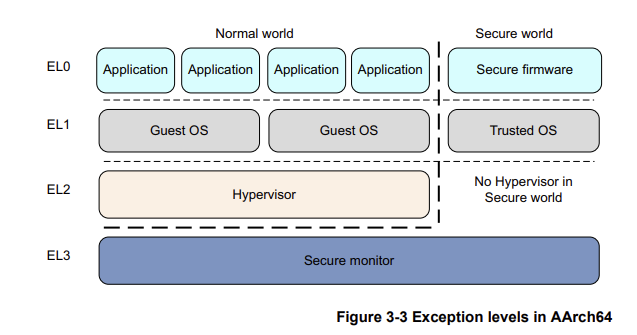 Normal world
Secure world
EL0
Application
Application
Application
Application
Secure firmware
EL1
Guest OS
Guest OS
Trusted OS
EL2
Hypervisor
No Hypervisor in
Secure world
EL3
Secure monitor
Figure 3-3 Exception levels in AArch64